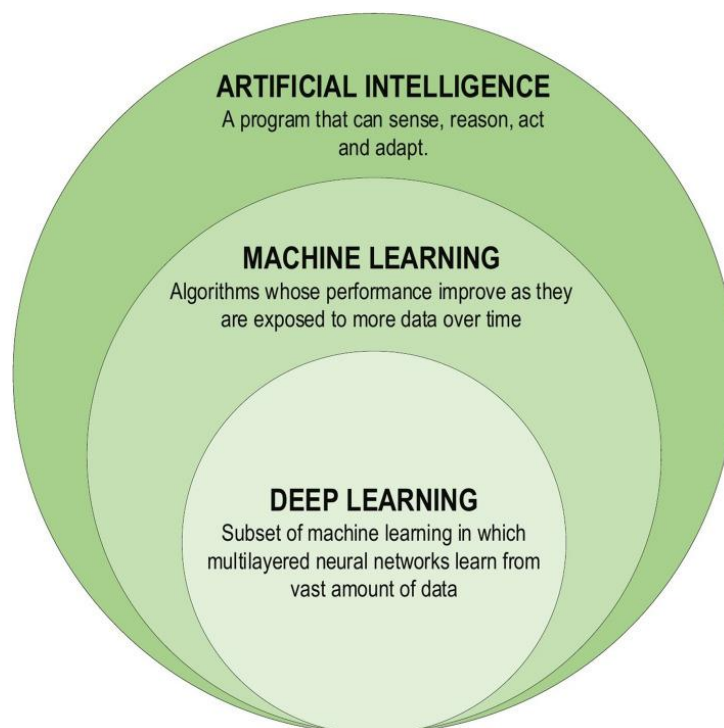 ARTIFICIAL INTELLIGENCE
A program that can sense, reason, act
and adapt.
MACHINE LEARNING
Algorithms whose performance improve as they
are exposed to more data over time
DEEP LEARNING
Subset of machine learning in which
multilayered neural networks learn from
vast amount of data